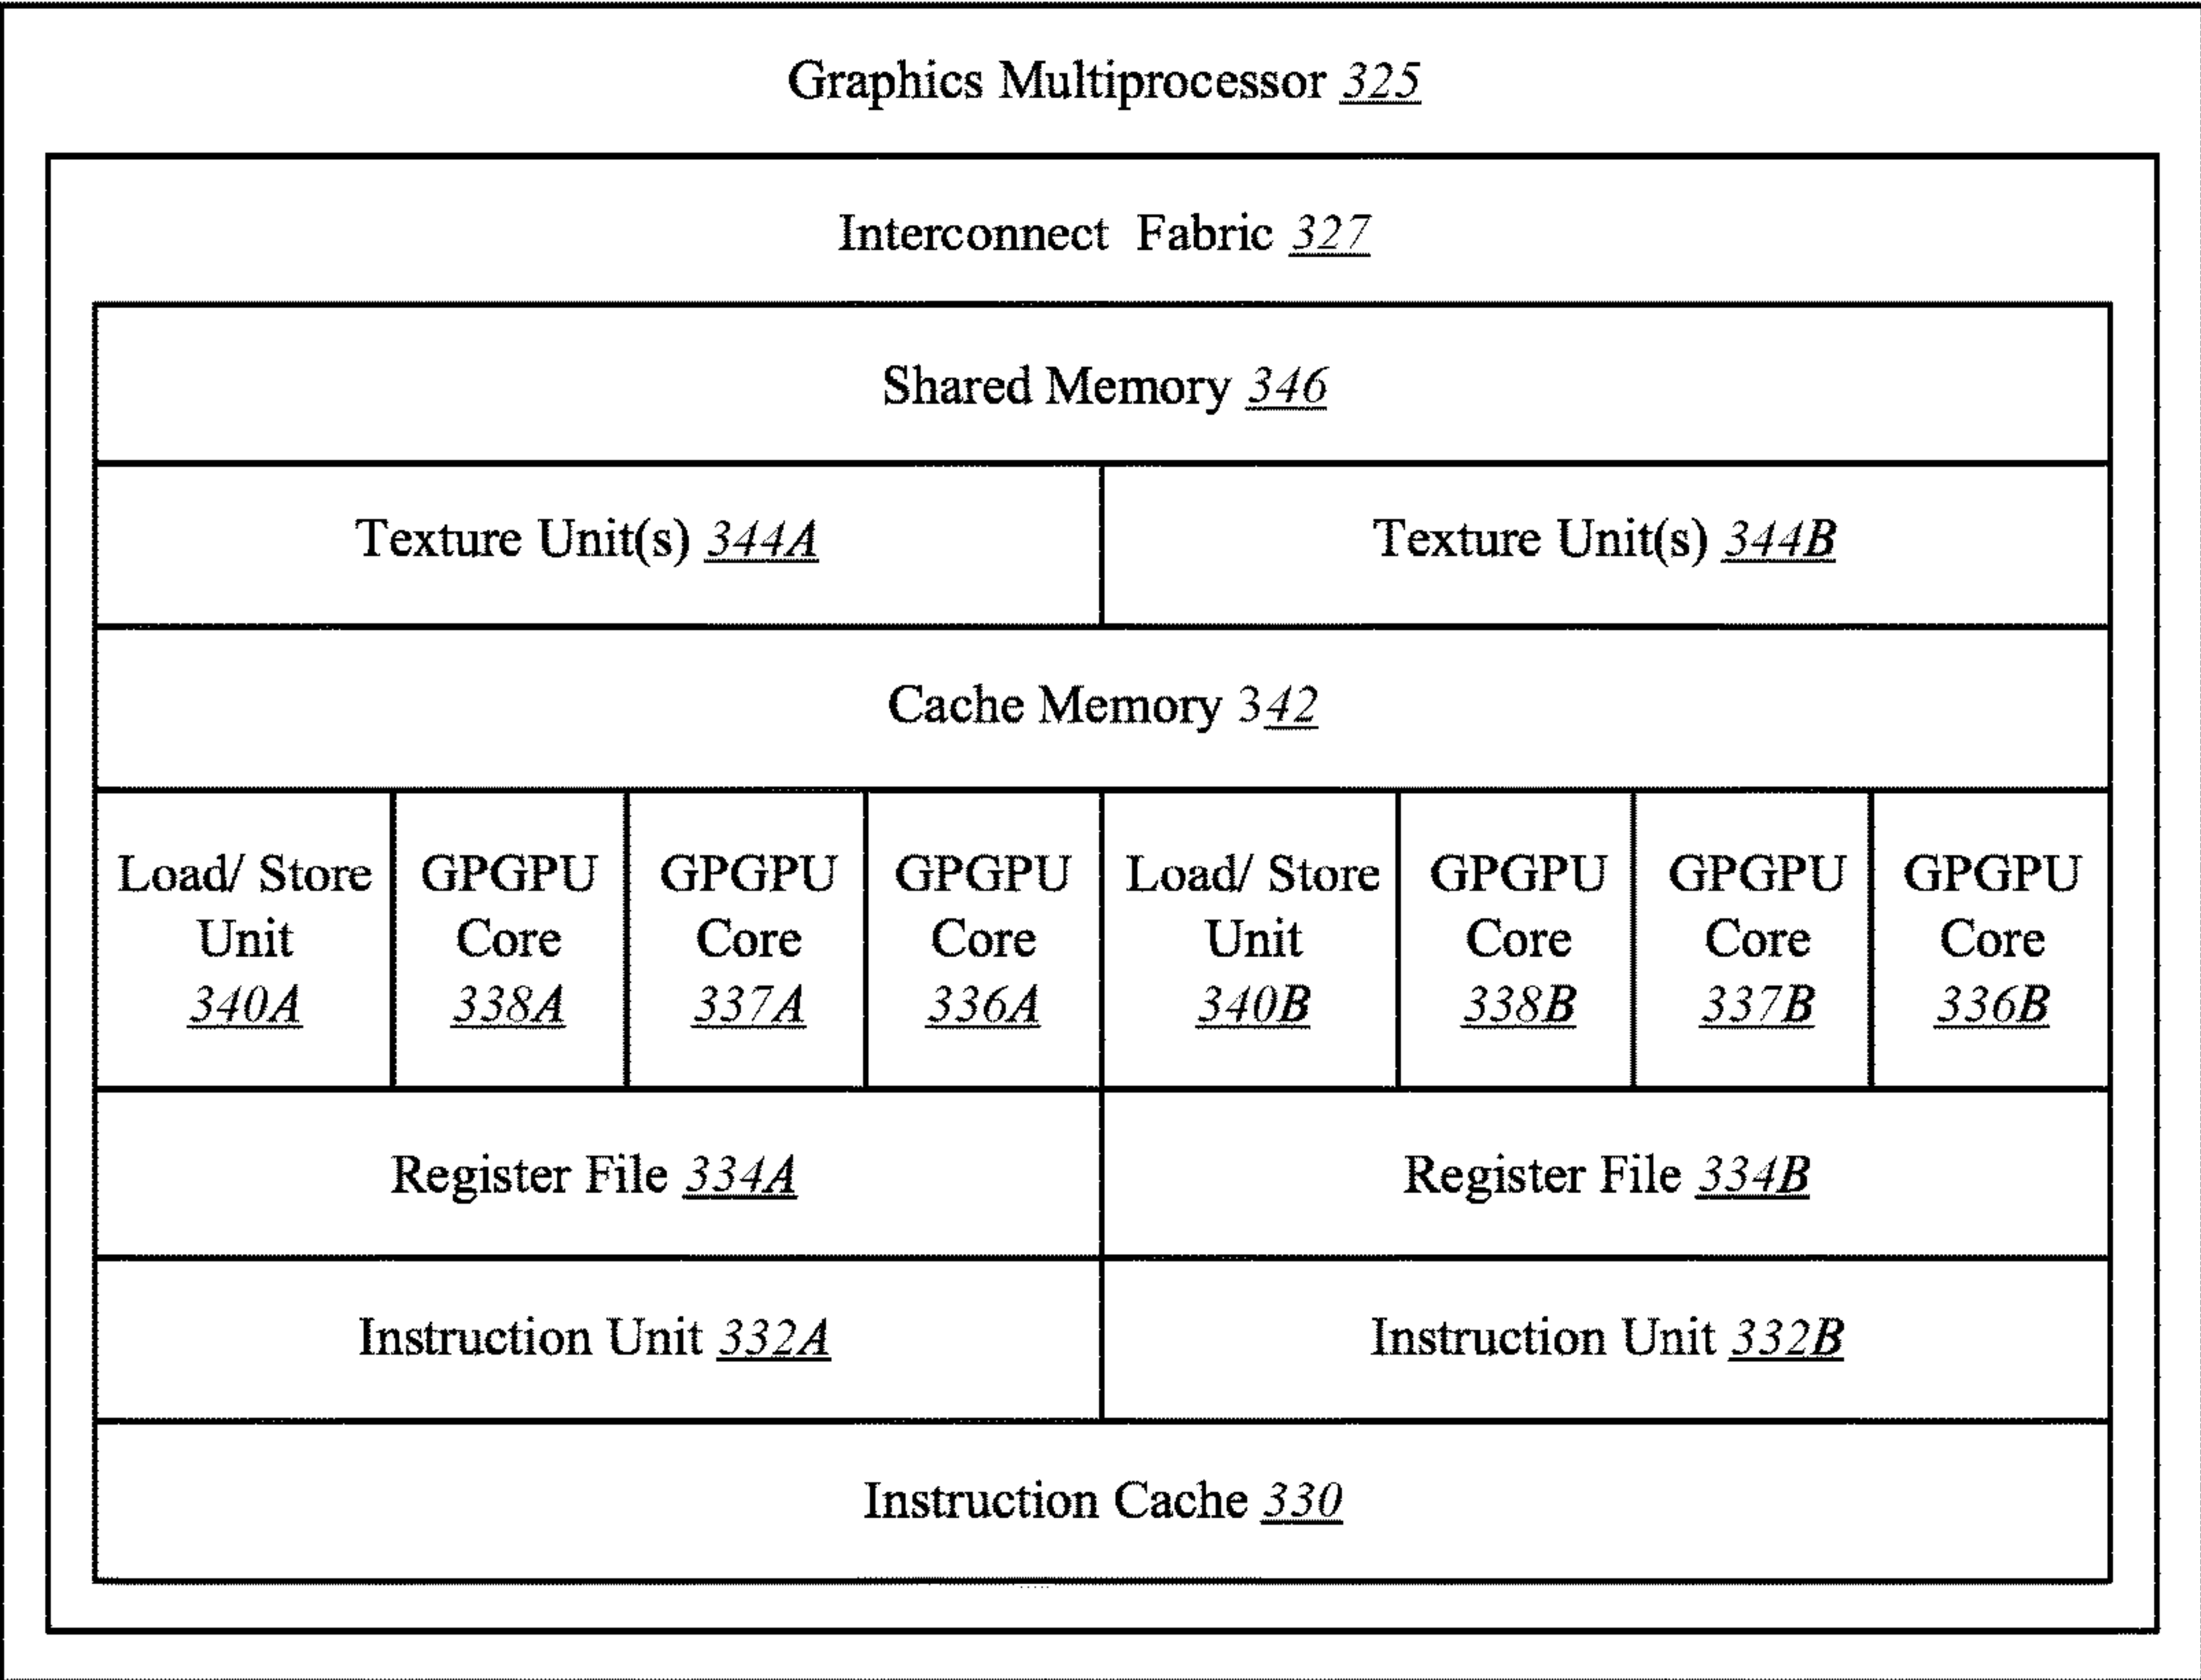 Graphics Multiprocessor 325
Interconnect Fabric 327
Shared Memory 346
Texture Unit(s) 344A
Texture Unit(s) 344B
Cache Memory 342
Load/ Store
Unit
340A
GPGPU
Core
338A
GPGPU
Core
337A
GPGPU
Core
336A
Load/ Store
Unit
340B
GPGPU
Core
338B
GPGPU
Core
337B
GPGPU
Core
336B
Register File 334A
Register File 334B
Instruction Unit 332A
Instruction Unit 332B
Instruction Cache 330